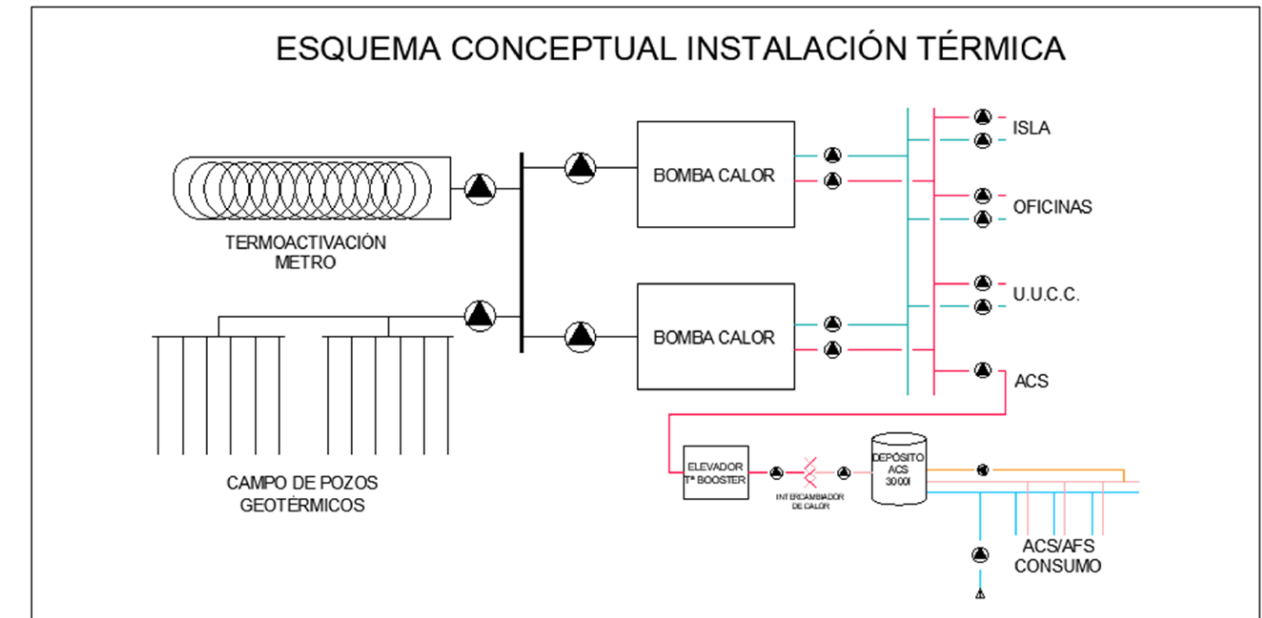 ESQUEMA CONCEPTUAL INSTALACIÓN TÉRMICA
TERMOACTIVACIÓN
METRO
CAMPO DE POZOS
GEOTÉRMICOS
BOMBA CALOR
BOMBA CALOR
ISLA
OFICINAS
U.U.C.C.
ACS
ELEVADOR
Tª BOOSTER
INTERCAMBIADOR
DE CALOR
DEPÓSITO
ACS
3000l
ACS/AFS
CONSUMO